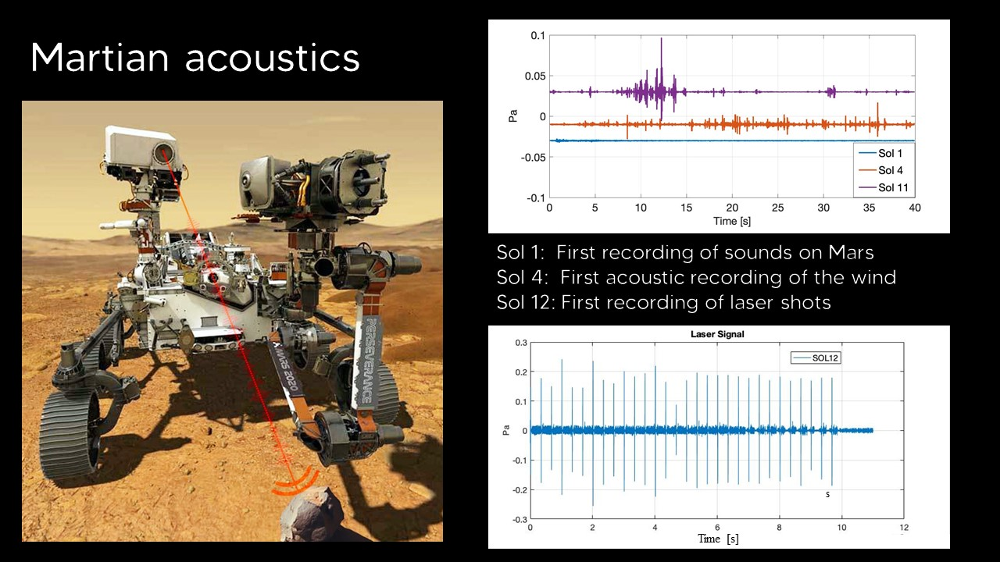 Martian acoustics
PERSEVERANCE
MARS 2020
0.1
0.05
0
-0.05
-0.1
Pa
0 5 10 15 20 25 30 35 40
Time [s]
Sol 1
Sol 4
Sol 11
Sol 1: First recording of sounds on Mars
Sol 4: First acoustic recording of the wind
Sol 12: First recording of laser shots
Laser Signal
SOL12
0.3
0.2
0.1
0
-0.1
-0.2
-0.3
Pa
s
0 2 4 6 8 10 12
Time [s]